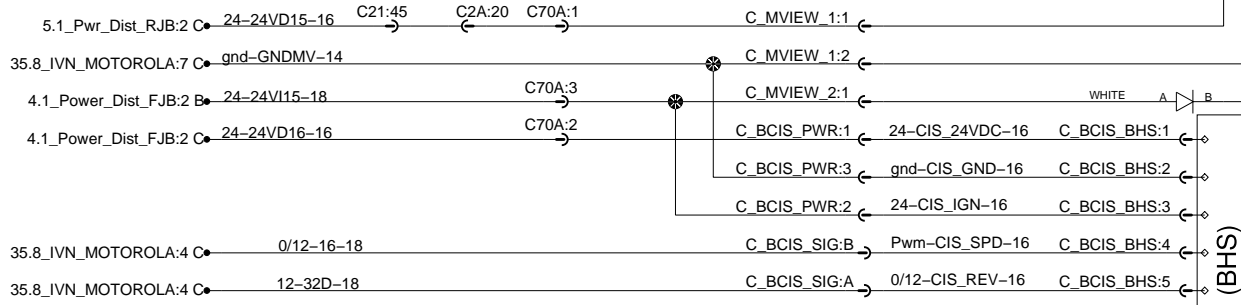 5.1_Pwr_Dist_RJB:2 C 24–24VD15–16 C21:45 C2A:20 C70A:1 C_MVIEW_1:1
35.8_IVN_MOTOROLA:7 C gnd–GNDMV–14 C_MVIEW_1:2
4.1_Power_Dist_FJB:2 B 24–24VI15–18 C70A:3 C_MVIEW_2:1 WHITE A B
4.1_Power_Dist_FJB:2 C 24–24VD16–16 C70A:2 C_BCIS_PWR:1 24–CIS_24VDC–16 C_BCIS_BHS:1
C_BCIS_PWR:3 gnd–CIS_GND–16 C_BCIS_BHS:2
C_BCIS_PWR:2 24–CIS_IGN–16 C_BCIS_BHS:3
35.8_IVN_MOTOROLA:4 C 0/12–16–18 C_BCIS_SIG:B Pwm–CIS_SPD–16 C_BCIS_BHS:4
35.8_IVN_MOTOROLA:4 C 12–32D–18 C_BCIS_SIG:A 0/12–CIS_REV–16 C_BCIS_BHS:5
(BHS)